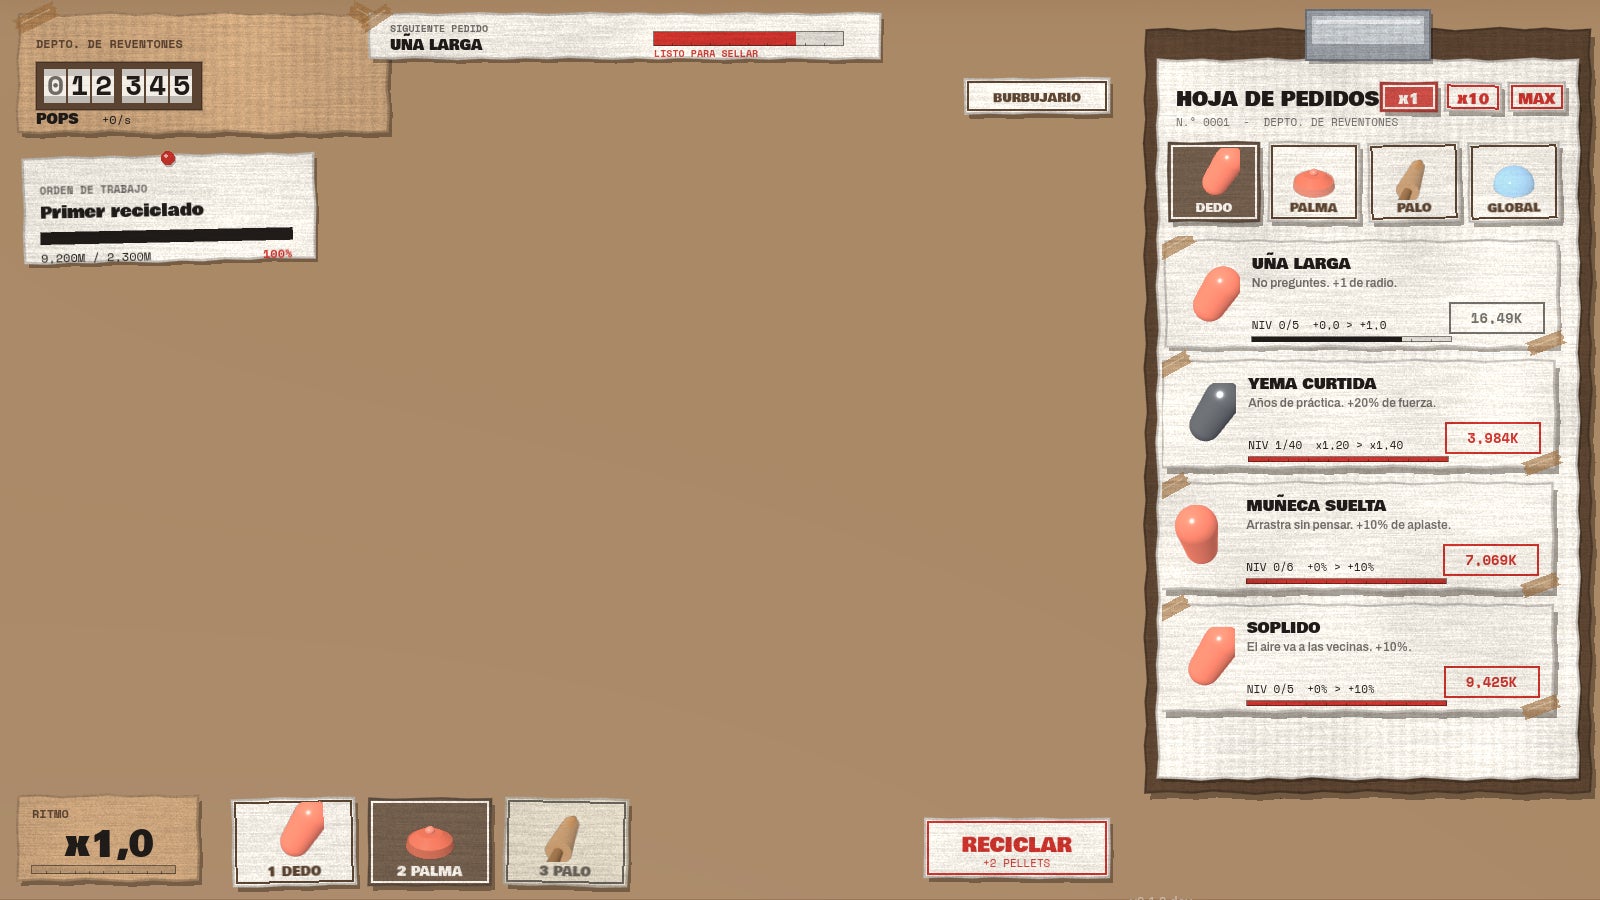 DEPTO. DE REVENTONES
012345
POPS +0/s
SIGUIENTE PEDIDO
UÑA LARGA
LISTO PARA SELLAR
BURBUJARIO
ORDEN DE TRABAJO
Primer reciclado
9,200M / 2,300M 100%
HOJA DE PEDIDOS x1 x10 MAX
N.° 0001 - DEPTO. DE REVENTONES
DEDO PALMA PALO GLOBAL
UÑA LARGA
No preguntes. +1 de radio.
NIV 0/5 +0,0 > +1,0
16,49K
YEMA CURTIDA
Años de práctica. +20% de fuerza.
NIV 1/40 x1,20 > x1,40
3,984K
MUÑECA SUELTA
Arrastra sin pensar. +10% de aplaste.
NIV 0/6 +0% > +10%
7,069K
SOPLIDO
El aire va a las vecinas. +10%.
NIV 0/5 +0% > +10%
9,425K
RITMO
x1,0
1 DEDO 2 PALMA 3 PALO
RECICLAR
+2 PELLETS